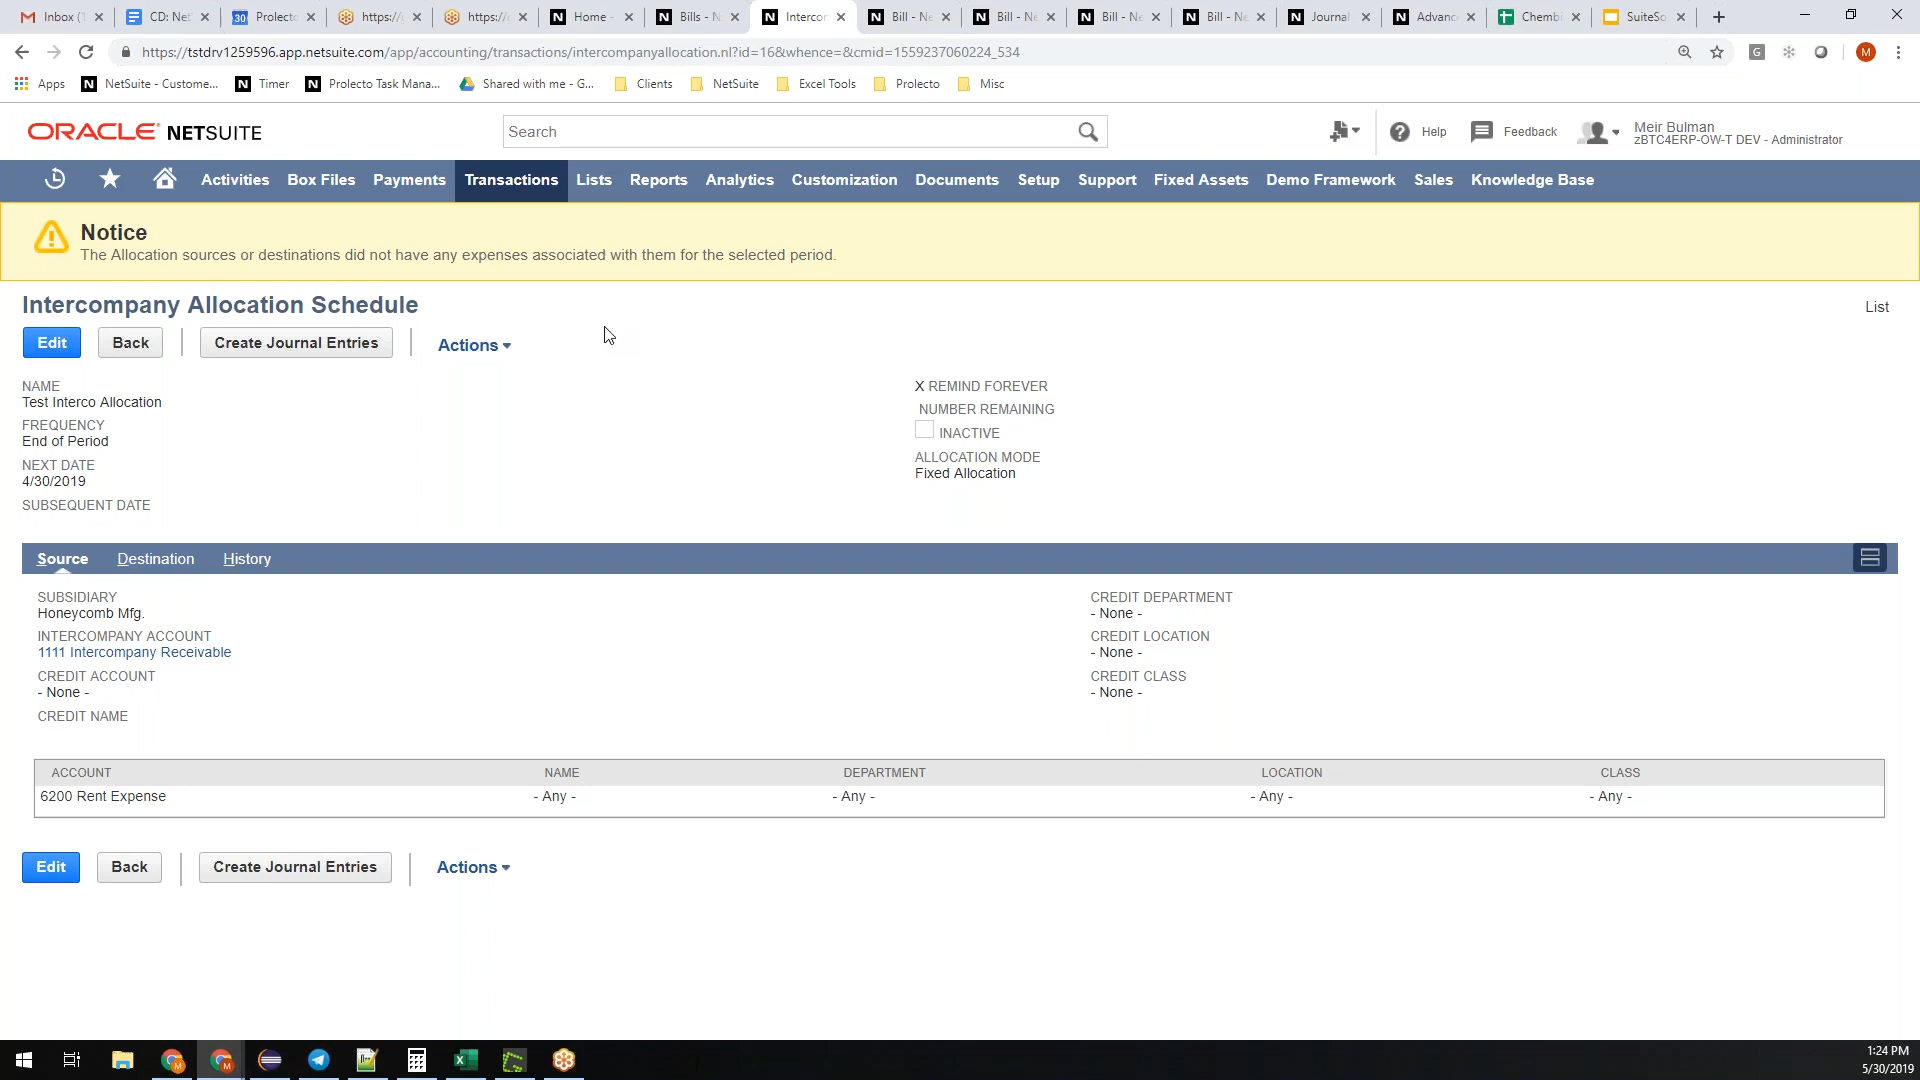 Inbox (1
CD: Net
Prolecto
https://
https://
Home -
Bills - N
Intercor
Bill - Ne
Bill - Ne
Bill - Ne
Bill - Ne
Journal
Advanc
Chembi
SuiteSo
https://tstdrv1259596.app.netsuite.com/app/accounting/transactions/intercompanyallocation.nl?id=16&whence=&cmid=1559237060224_534
Apps
NetSuite - Custome...
Timer
Prolecto Task Mana...
Shared with me - G...
Clients
NetSuite
Excel Tools
Prolecto
Misc
ORACLE NETSUITE
Search
Help
Feedback
Meir Bulman
zBTC4ERP-OW-T DEV - Administrator
Activities
Box Files
Payments
Transactions
Lists
Reports
Analytics
Customization
Documents
Setup
Support
Fixed Assets
Demo Framework
Sales
Knowledge Base
Notice
The Allocation sources or destinations did not have any expenses associated with them for the selected period.
Intercompany Allocation Schedule
List
Edit
Back
Create Journal Entries
Actions
NAME
Test Interco Allocation
FREQUENCY
End of Period
NEXT DATE
4/30/2019
SUBSEQUENT DATE
X REMIND FOREVER
NUMBER REMAINING
INACTIVE
ALLOCATION MODE
Fixed Allocation
Source
Destination
History
SUBSIDIARY
Honeycomb Mfg.
INTERCOMPANY ACCOUNT
1111 Intercompany Receivable
CREDIT ACCOUNT
- None -
CREDIT NAME
CREDIT DEPARTMENT
- None -
CREDIT LOCATION
- None -
CREDIT CLASS
- None -
ACCOUNT NAME DEPARTMENT LOCATION CLASS
6200 Rent Expense - Any - - Any - - Any - - Any -
Edit
Back
Create Journal Entries
Actions
1:24 PM
5/30/2019